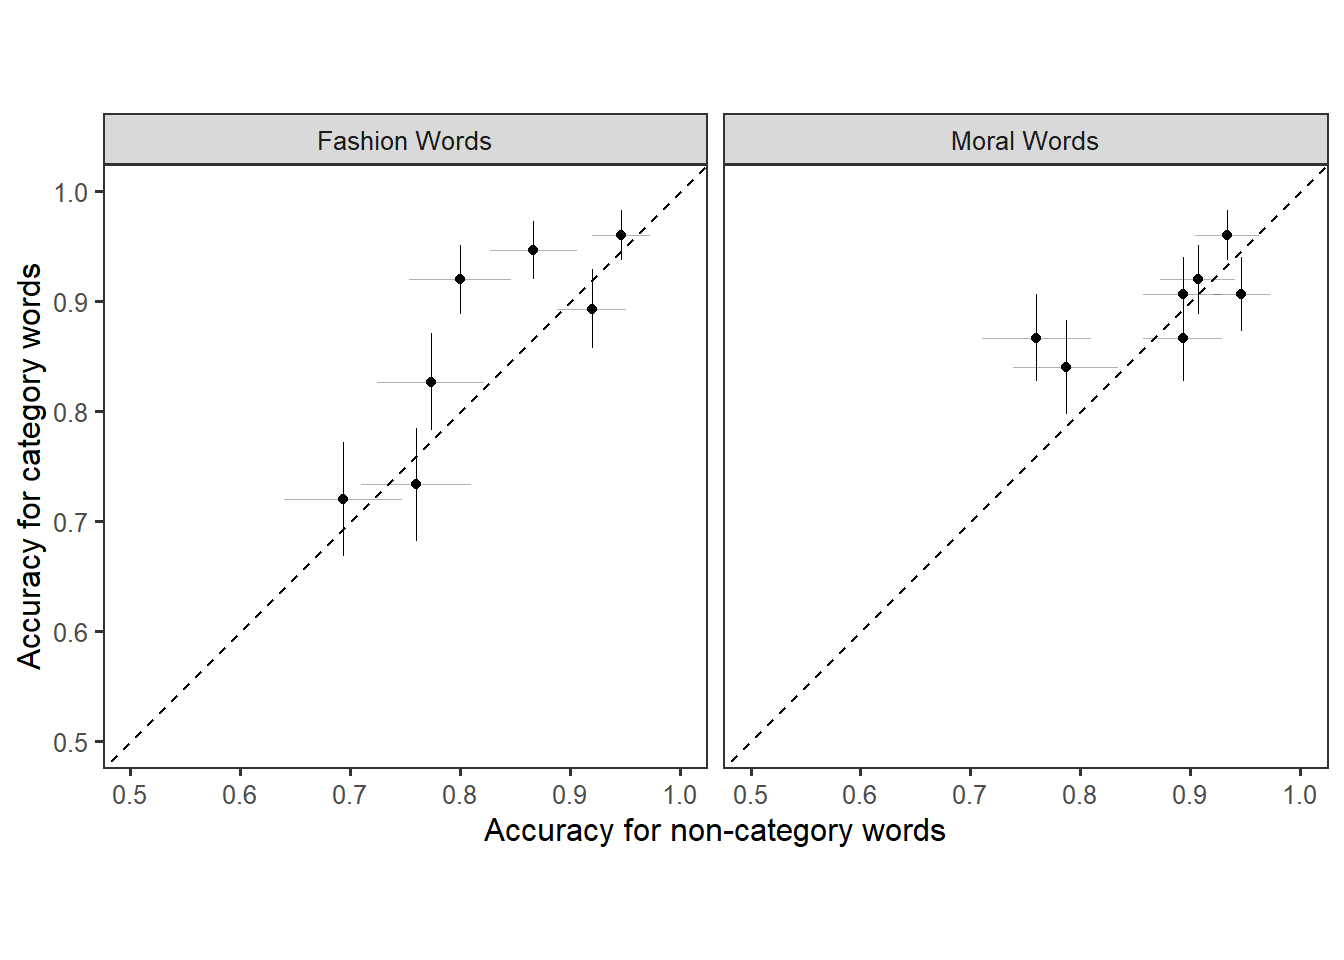 Fashion Words
Moral Words
Accuracy for category words
1.0
0.9
0.8
0.7
0.6
0.5
0.5 0.6 0.7 0.8 0.9 1.0
0.5 0.6 0.7 0.8 0.9 1.0
Accuracy for non-category words